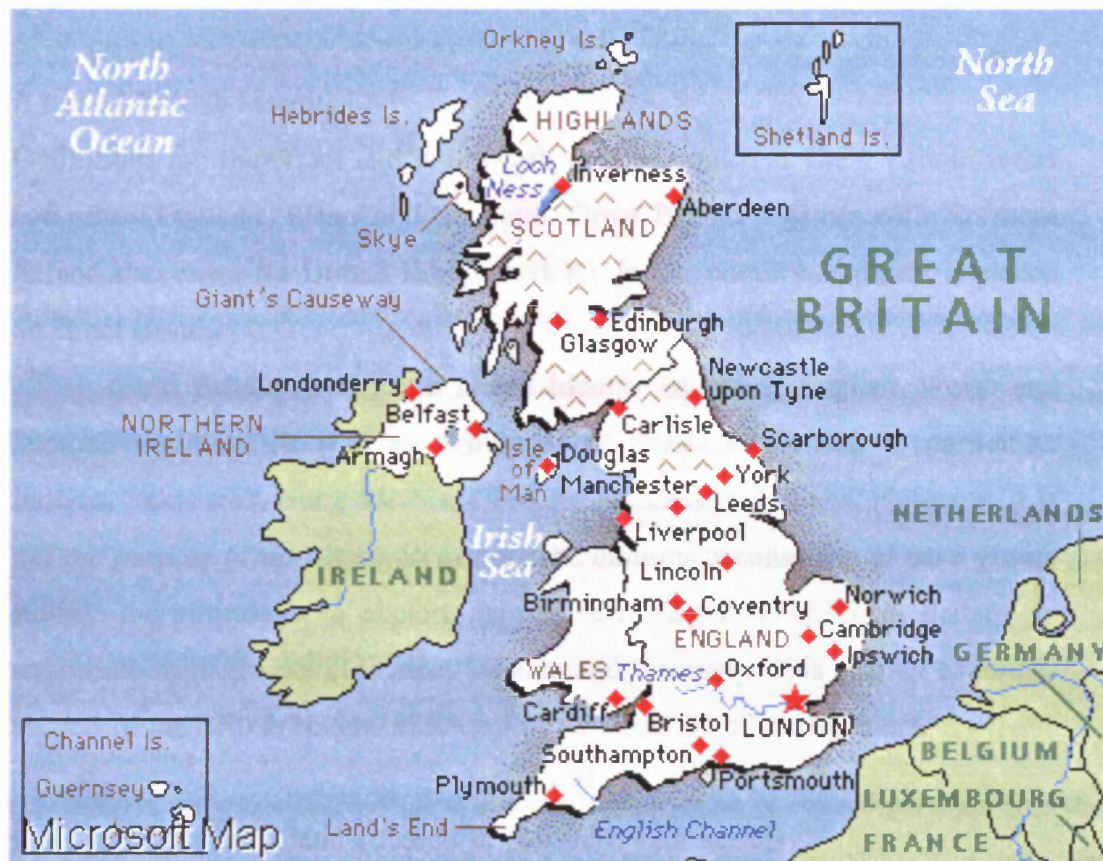 Orkney Is.
North
Atlantic
Ocean
North
Sea
Hebrides Is.
HIGHLANDS
Shetland Is.
Loch
Ness
Inverness
Aberdeen
SCOTLAND
Skye
GREAT
BRITAIN
Giant's Causeway
Edinburgh
Glasgow
Newcastle
upon Tyne
Londonderry
Belfast
Carlisle
NORTHERN
IRELAND
Scarborough
Armagh
Isle
of
Man
Douglas
York
Manchester
Leeds
NETHERLANDS
Liverpool
Irish
Sea
IRELAND
Lincoln
Birmingham
Coventry
Norwich
ENGLAND
Cambridge
Ipswich
GERMANY
WALES
Thames
Oxford
Cardiff
Bristol
LONDON
Channel Is.
Southampton
BELGIUM
Guernsey
Plymouth
Portsmouth
LUXEMBOURG
Microsoft Map
Land's End
English Channel
FRANCE